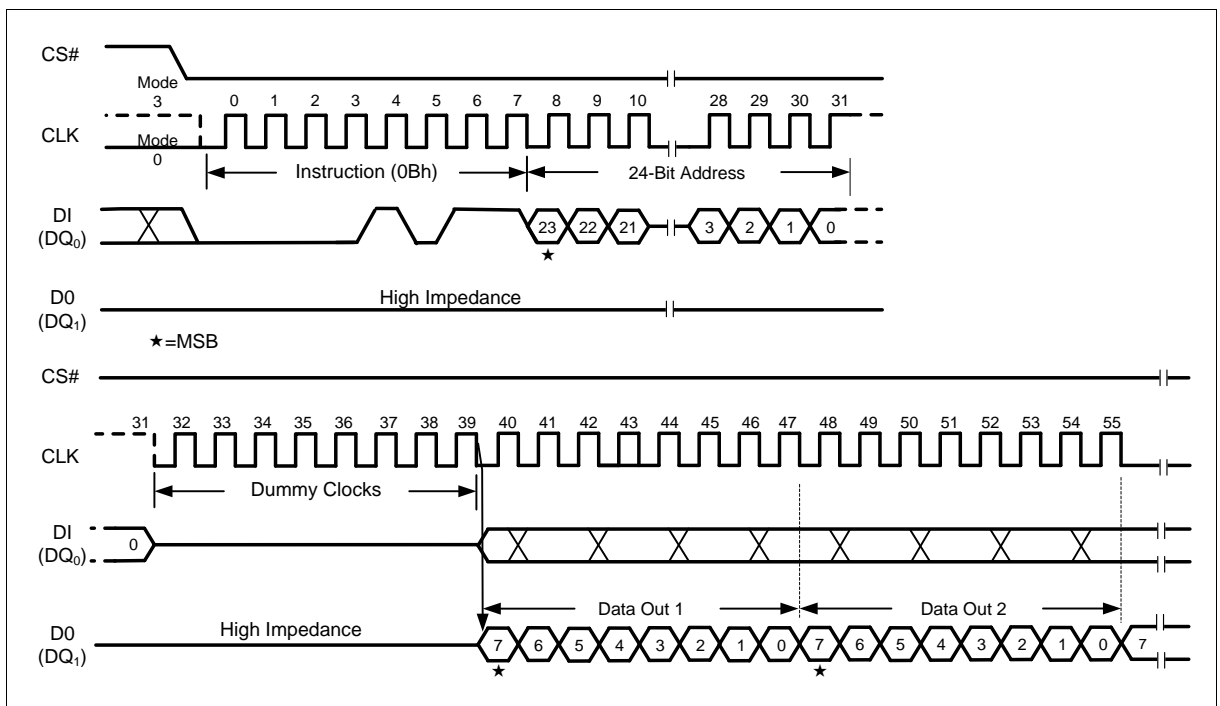 CS#
Mode
3
0 1 2 3 4 5 6 7 8 9 10 28 29 30 31
CLK
Mode
0
Instruction (0Bh) 24-Bit Address
DI
(DQ0)
23 22 21 3 2 1 0
D0
(DQ1)
High Impedance
★=MSB
CS#
31 32 33 34 35 36 37 38 39 40 41 42 43 44 45 46 47 48 49 50 51 52 53 54 55
CLK
Dummy Clocks
DI
(DQ0)
0
Data Out 1 Data Out 2
D0
(DQ1)
High Impedance
7 6 5 4 3 2 1 0 7 6 5 4 3 2 1 0 7